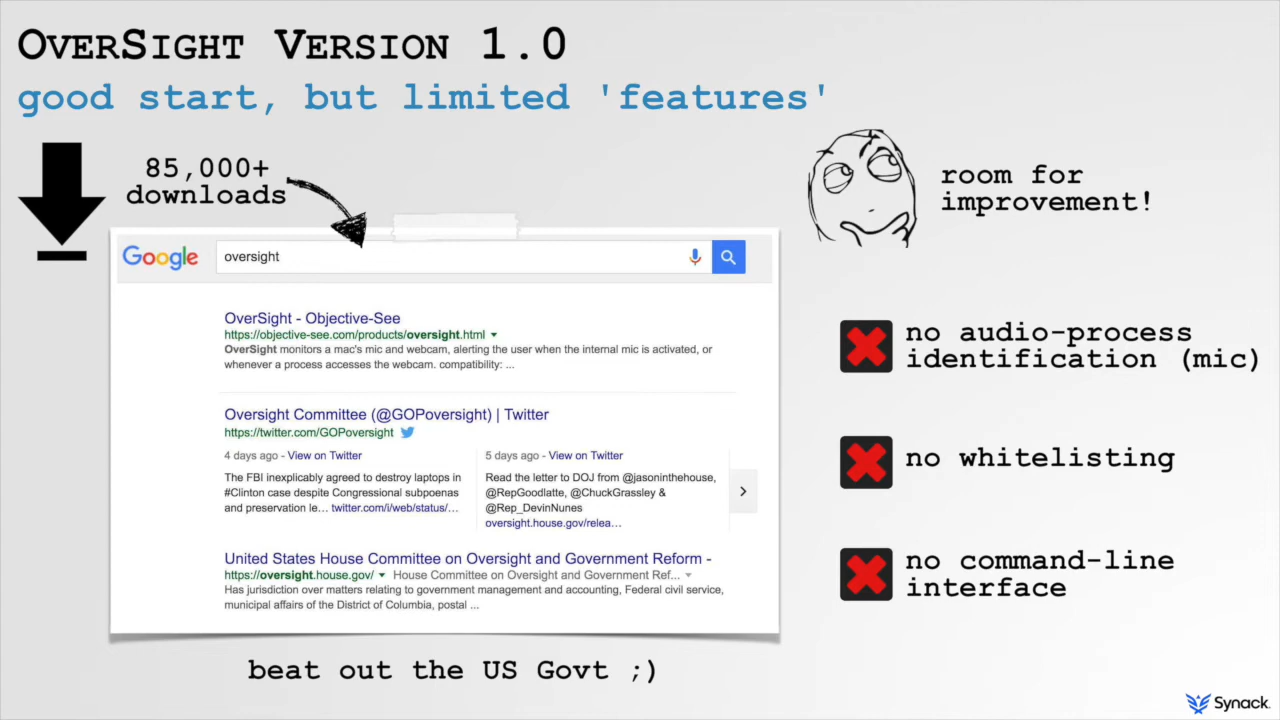 OverSight Version 1.0
good start, but limited 'features'
85,000+
downloads
room for
improvement!
Google
oversight
OverSight - Objective-See
https://objective-see.com/products/oversight.html
OverSight monitors a mac's mic and webcam, alerting the user when the internal mic is activated, or
whenever a process accesses the webcam. compatibility: ...
Oversight Committee (@GOPoversight) | Twitter
https://twitter.com/GOPoversight
4 days ago - View on Twitter
The FBI inexplicably agreed to destroy laptops in
#Clinton case despite Congressional subpoenas
and preservation le... twitter.com/i/web/status/...
5 days ago - View on Twitter
Read the letter to DOJ from @jasoninthehouse,
@RepGoodlatte, @ChuckGrassley &
@Rep_DevinNunes
oversight.house.gov/relea...
United States House Committee on Oversight and Government Reform -
https://oversight.house.gov/ House Committee on Oversight and Government Ref...
Has jurisdiction over matters relating to government management and accounting, Federal civil service,
municipal affairs of the District of Columbia, postal ...
beat out the US Govt ;)
no audio-process
identification (mic)
no whitelisting
no command-line
interface
Synack.